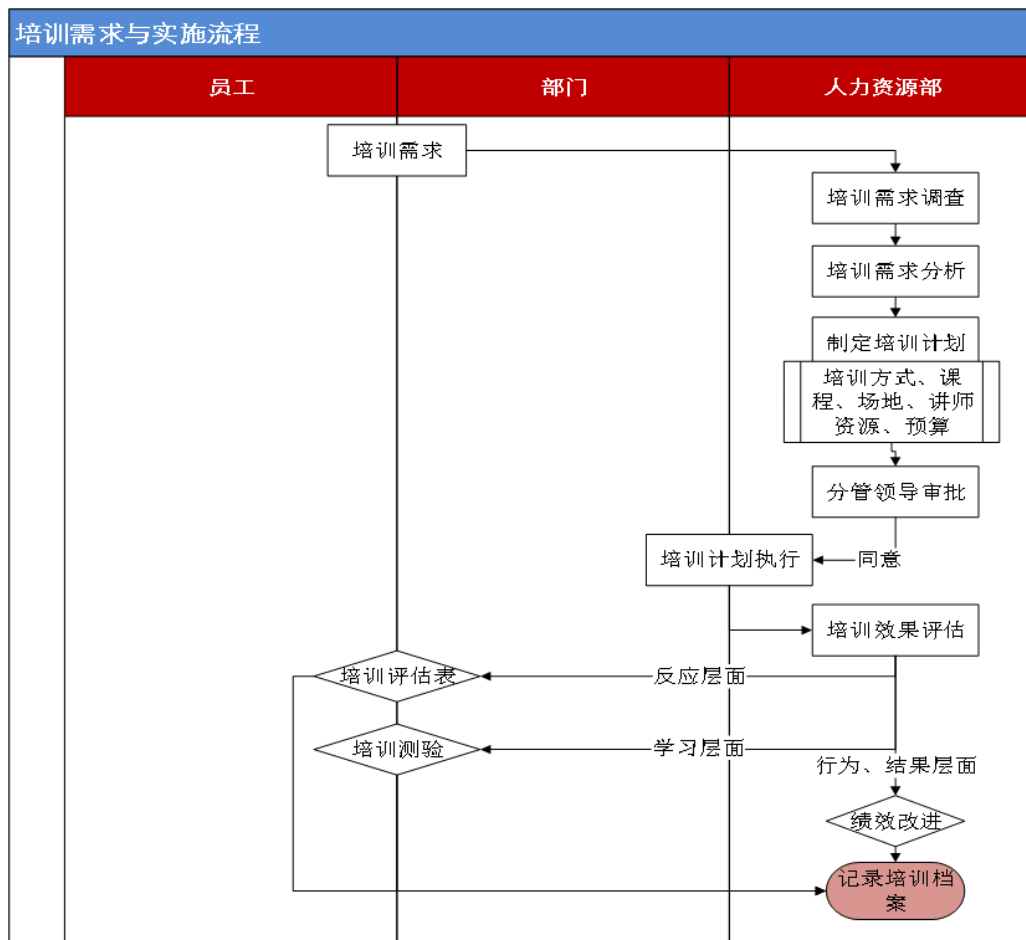 培训需求与实施流程
员工
部门
人力资源部
培训需求
培训需求调查
培训需求分析
制定培训计划
培训方式、课
程、场地、讲师
资源、预算
分管领导审批
培训计划执行
同意
培训效果评估
培训评估表
反应层面
培训测验
学习层面
行为、结果层面
绩效改进
记录培训档
案